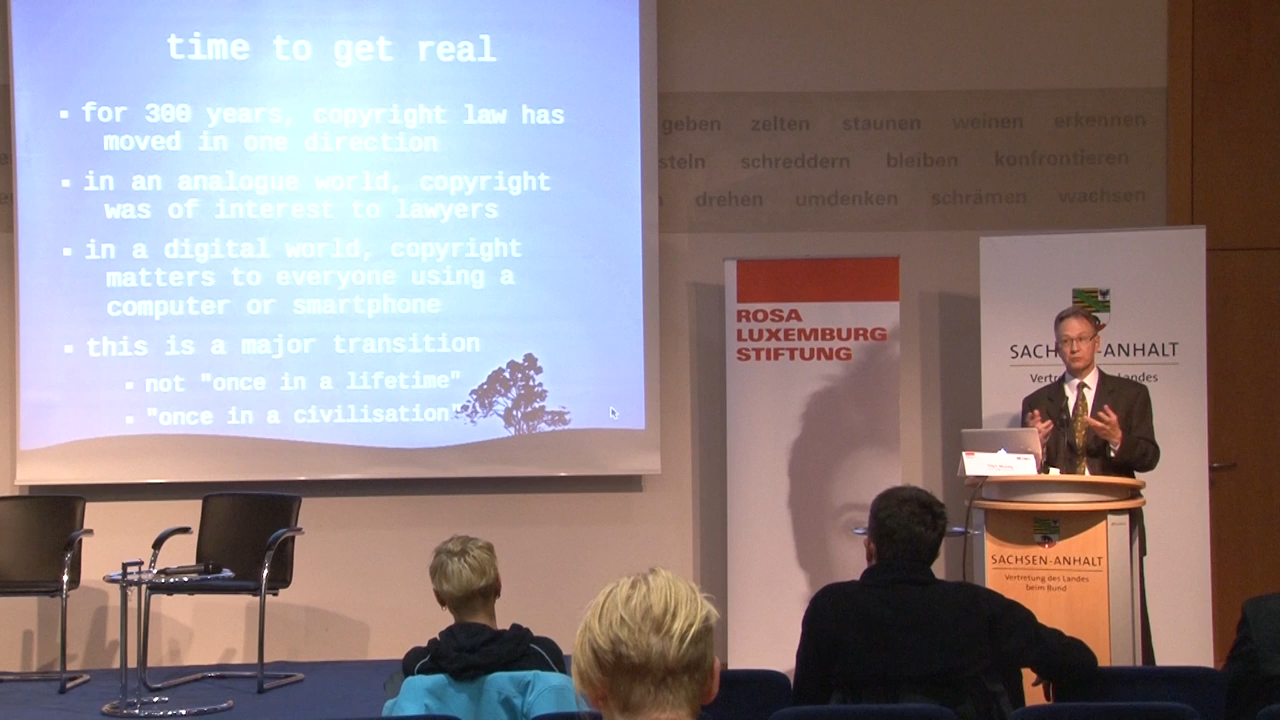 time to get real
▪ for 300 years, copyright law has
moved in one direction
▪ in an analogue world, copyright
was of interest to lawyers
▪ in a digital world, copyright
matters to everyone using a
computer or smartphone
▪ this is a major transition
▪ not "once in a lifetime"
▪ "once in a civilisation"
geben zelten staunen weinen erkennen
schreddern bleiben konfrontieren
drehen umdenken schrämen wachsen
ROSA
LUXEMBURG
STIFTUNG
SACHSEN-ANHALT
Vertretung des Landes
beim Bund